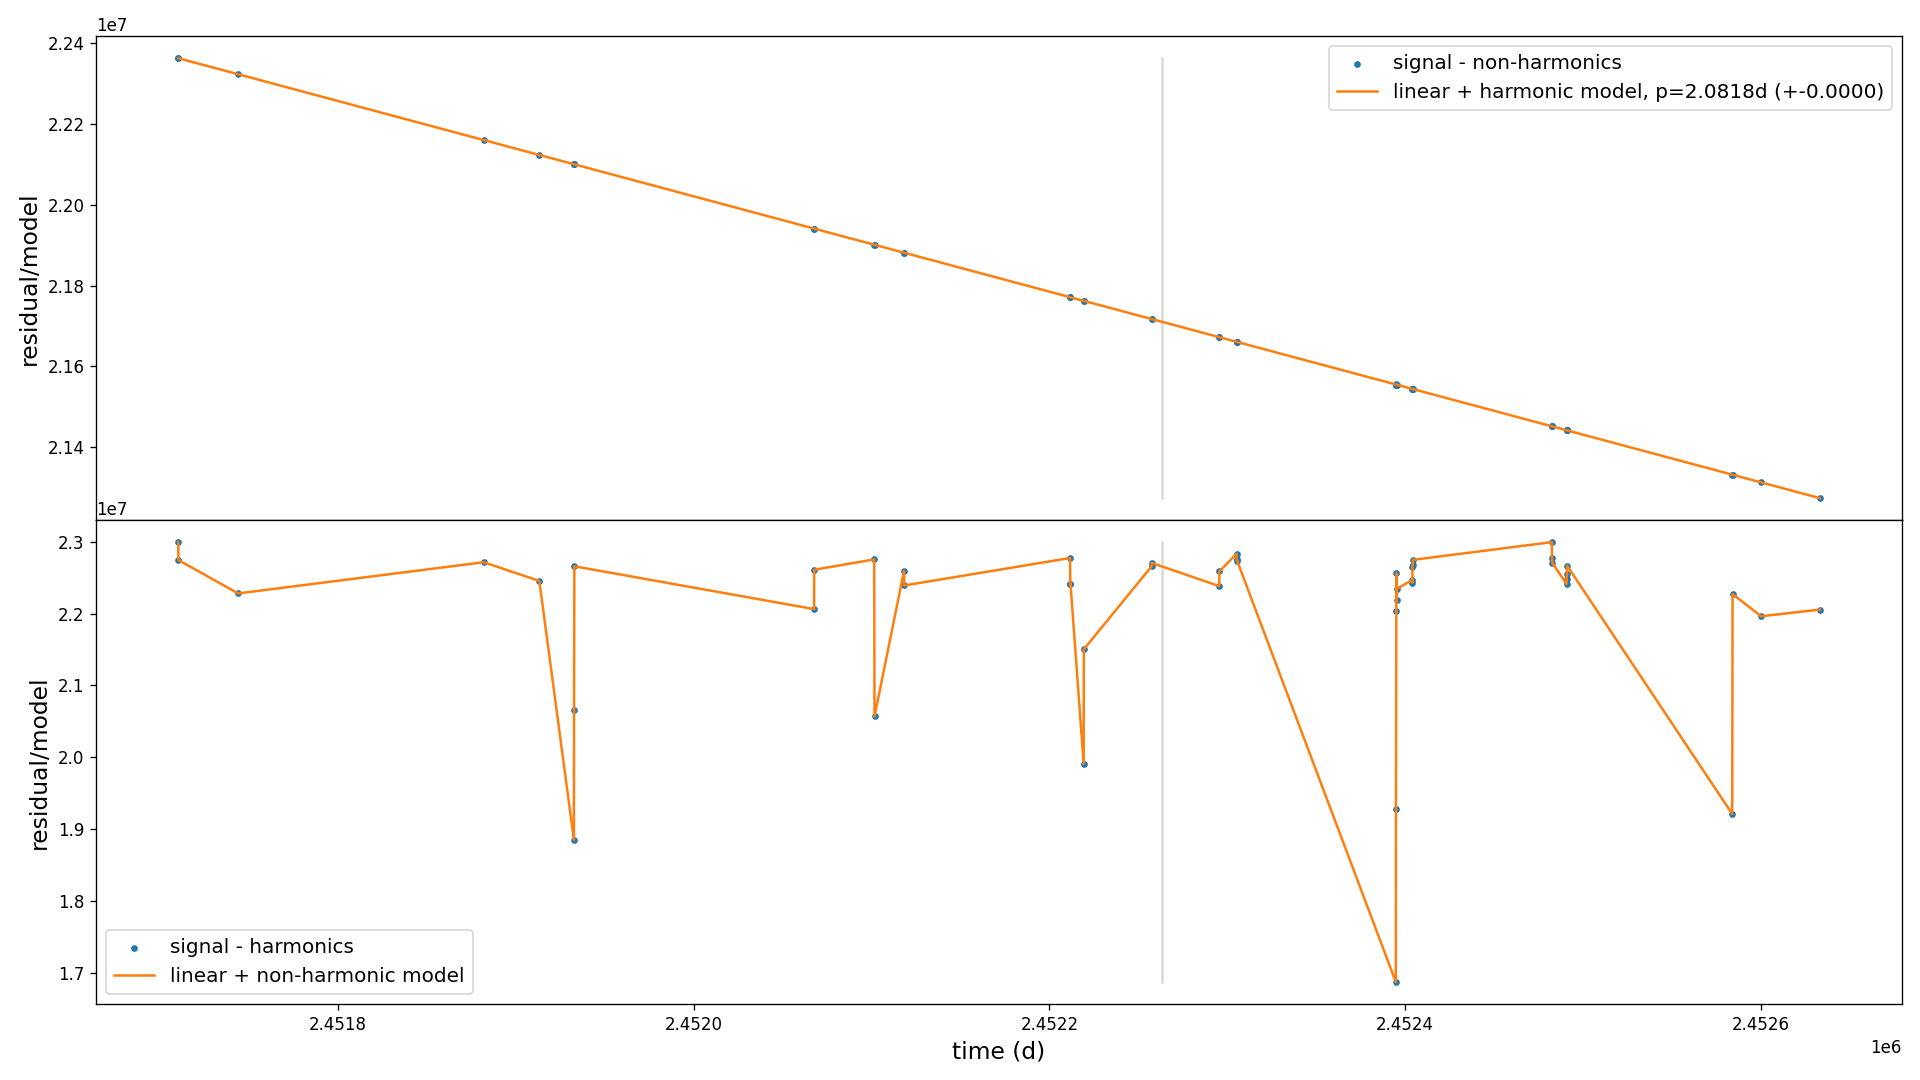 1e7
2.24
2.22
2.20
2.18
2.16
2.14
residual/model
signal - non-harmonics
linear + harmonic model, p=2.0818d (+-0.0000)
1e7
2.3
2.2
2.1
2.0
1.9
1.8
1.7
residual/model
signal - harmonics
linear + non-harmonic model
2.4518 2.4520 2.4522 2.4524 2.4526
time (d)
1e6